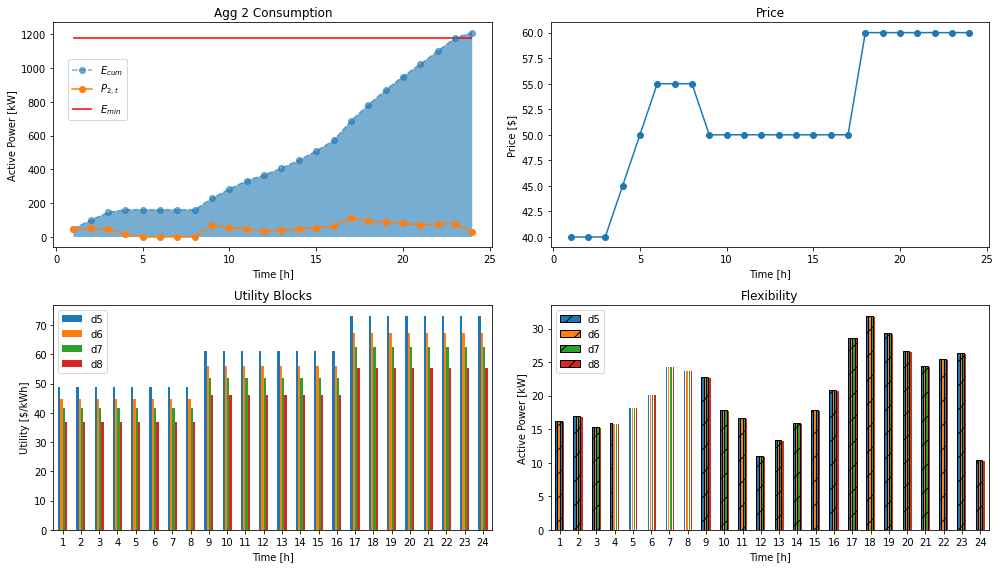 Agg 2 Consumption
Active Power [kW]
1200
1000
800
600
400
200
0
E_cum
P_2,t
E_min
0 5 10 15 20 25
Time [h]
Price
Price [$]
60.0
57.5
55.0
52.5
50.0
47.5
45.0
42.5
40.0
0 5 10 15 20 25
Time [h]
Utility Blocks
Utility [$/kWh]
70
60
50
40
30
20
10
0
d5
d6
d7
d8
1 2 3 4 5 6 7 8 9 10 11 12 13 14 15 16 17 18 19 20 21 22 23 24
Time [h]
Flexibility
Active Power [kW]
30
25
20
15
10
5
0
d5
d6
d7
d8
1 2 3 4 5 6 7 8 9 10 11 12 13 14 15 16 17 18 19 20 21 22 23 24
Time [h]